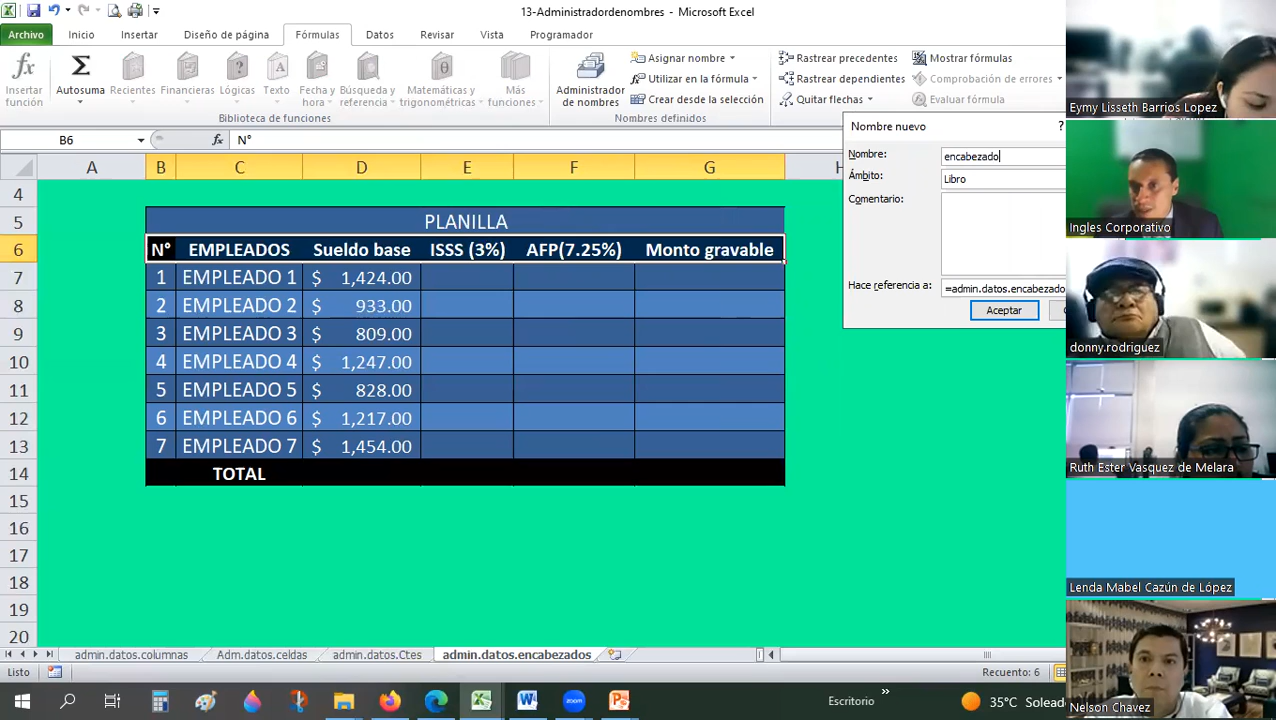 13-Administradordenombres - Microsoft Excel
Archivo Inicio Insertar Diseño de página Fórmulas Datos Revisar Vista Programador
Insertar función
Autosuma
Recientes
Financieras
Lógicas
Texto
Fecha y hora
Búsqueda y referencia
Matemáticas y trigonométricas
Más funciones
Biblioteca de funciones
Administrador de nombres
Asignar nombre
Utilizar en la fórmula
Crear desde la selección
Nombres definidos
Rastrear precedentes
Rastrear dependientes
Quitar flechas
Mostrar fórmulas
Comprobación de errores
Evaluar fórmula
B6 fx N°
A B C D E F G H
4
5 PLANILLA
6 N° EMPLEADOS Sueldo base ISSS (3%) AFP(7.25%) Monto gravable
7 1 EMPLEADO 1 $ 1,424.00
8 2 EMPLEADO 2 $ 933.00
9 3 EMPLEADO 3 $ 809.00
10 4 EMPLEADO 4 $ 1,247.00
11 5 EMPLEADO 5 $ 828.00
12 6 EMPLEADO 6 $ 1,217.00
13 7 EMPLEADO 7 $ 1,454.00
14 TOTAL
15
16
17
18
19
20
Nombre nuevo ?
Nombre: encabezado
Ámbito: Libro
Comentario:
Hace referencia a: =admin.datos.encabezado
Aceptar
admin.datos.columnas Adm.datos.celdas admin.datos.Ctes admin.datos.encabezados
Listo Recuento: 6
Escritorio » 35°C Solead
Eymy Lisseth Barrios Lopez
Ingles Corporativo
donny.rodriguez
Ruth Ester Vasquez de Melara
Lenda Mabel Cazún de López
Nelson Chavez